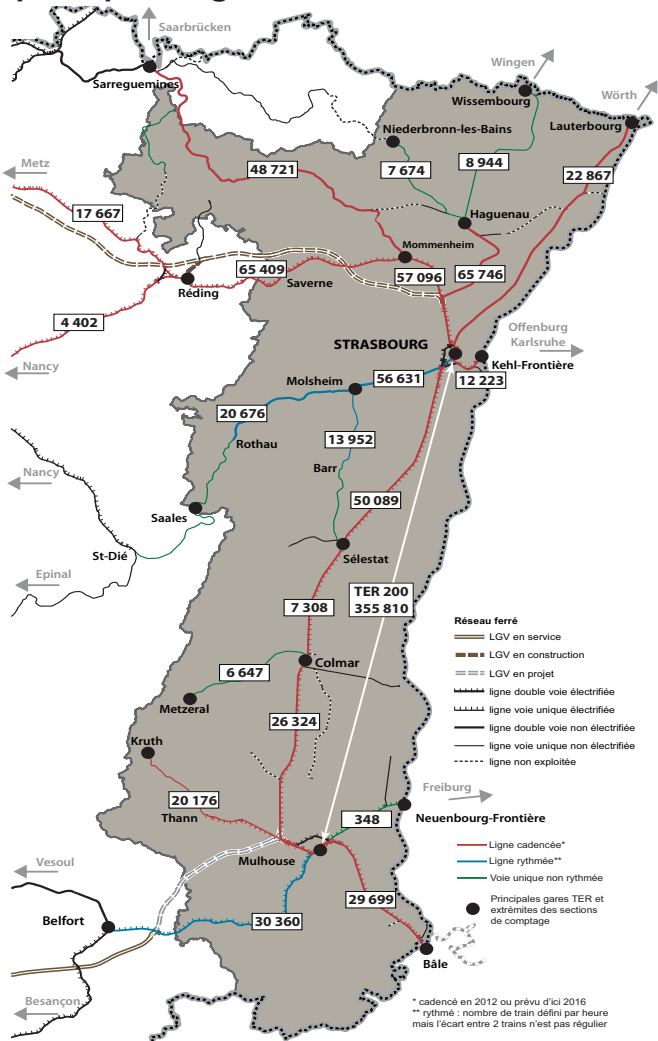 Saarbrücken
Sarreguemines
Wingen
Wissembourg
Wörth
Lauterbourg
Niederbronn-les-Bains
7 674
8 944
22 867
48 721
Metz
17 667
Haguenau
Mommenheim
65 409
57 096
65 746
Saverne
Réding
4 402
Nancy
STRASBOURG
Offenburg
Karlsruhe
Kehl-Frontière
12 223
Molsheim
56 631
20 676
13 952
Rothau
Barr
Nancy
50 089
Saales
St-Dié
Sélestat
Epinal
7 308
TER 200
355 810
Colmar
6 647
Metzeral
26 324
Kruth
20 176
Thann
348
Freiburg
Neuenbourg-Frontière
Mulhouse
Vesoul
29 699
Belfort
30 360
Bâle
Besançon
Réseau ferré
LGV en service
LGV en construction
LGV en projet
ligne double voie électrifiée
ligne voie unique électrifiée
ligne double voie non électrifiée
ligne voie unique non électrifiée
ligne non exploitée
Ligne cadencée*
Ligne rythmée**
Voie unique non rythmée
Principales gares TER et
extrémites des sections
de comptage
* cadencé en 2012 ou prévu d'ici 2016
** rythmé : nombre de train défini par heure
mais l'écart entre 2 trains n'est pas régulier